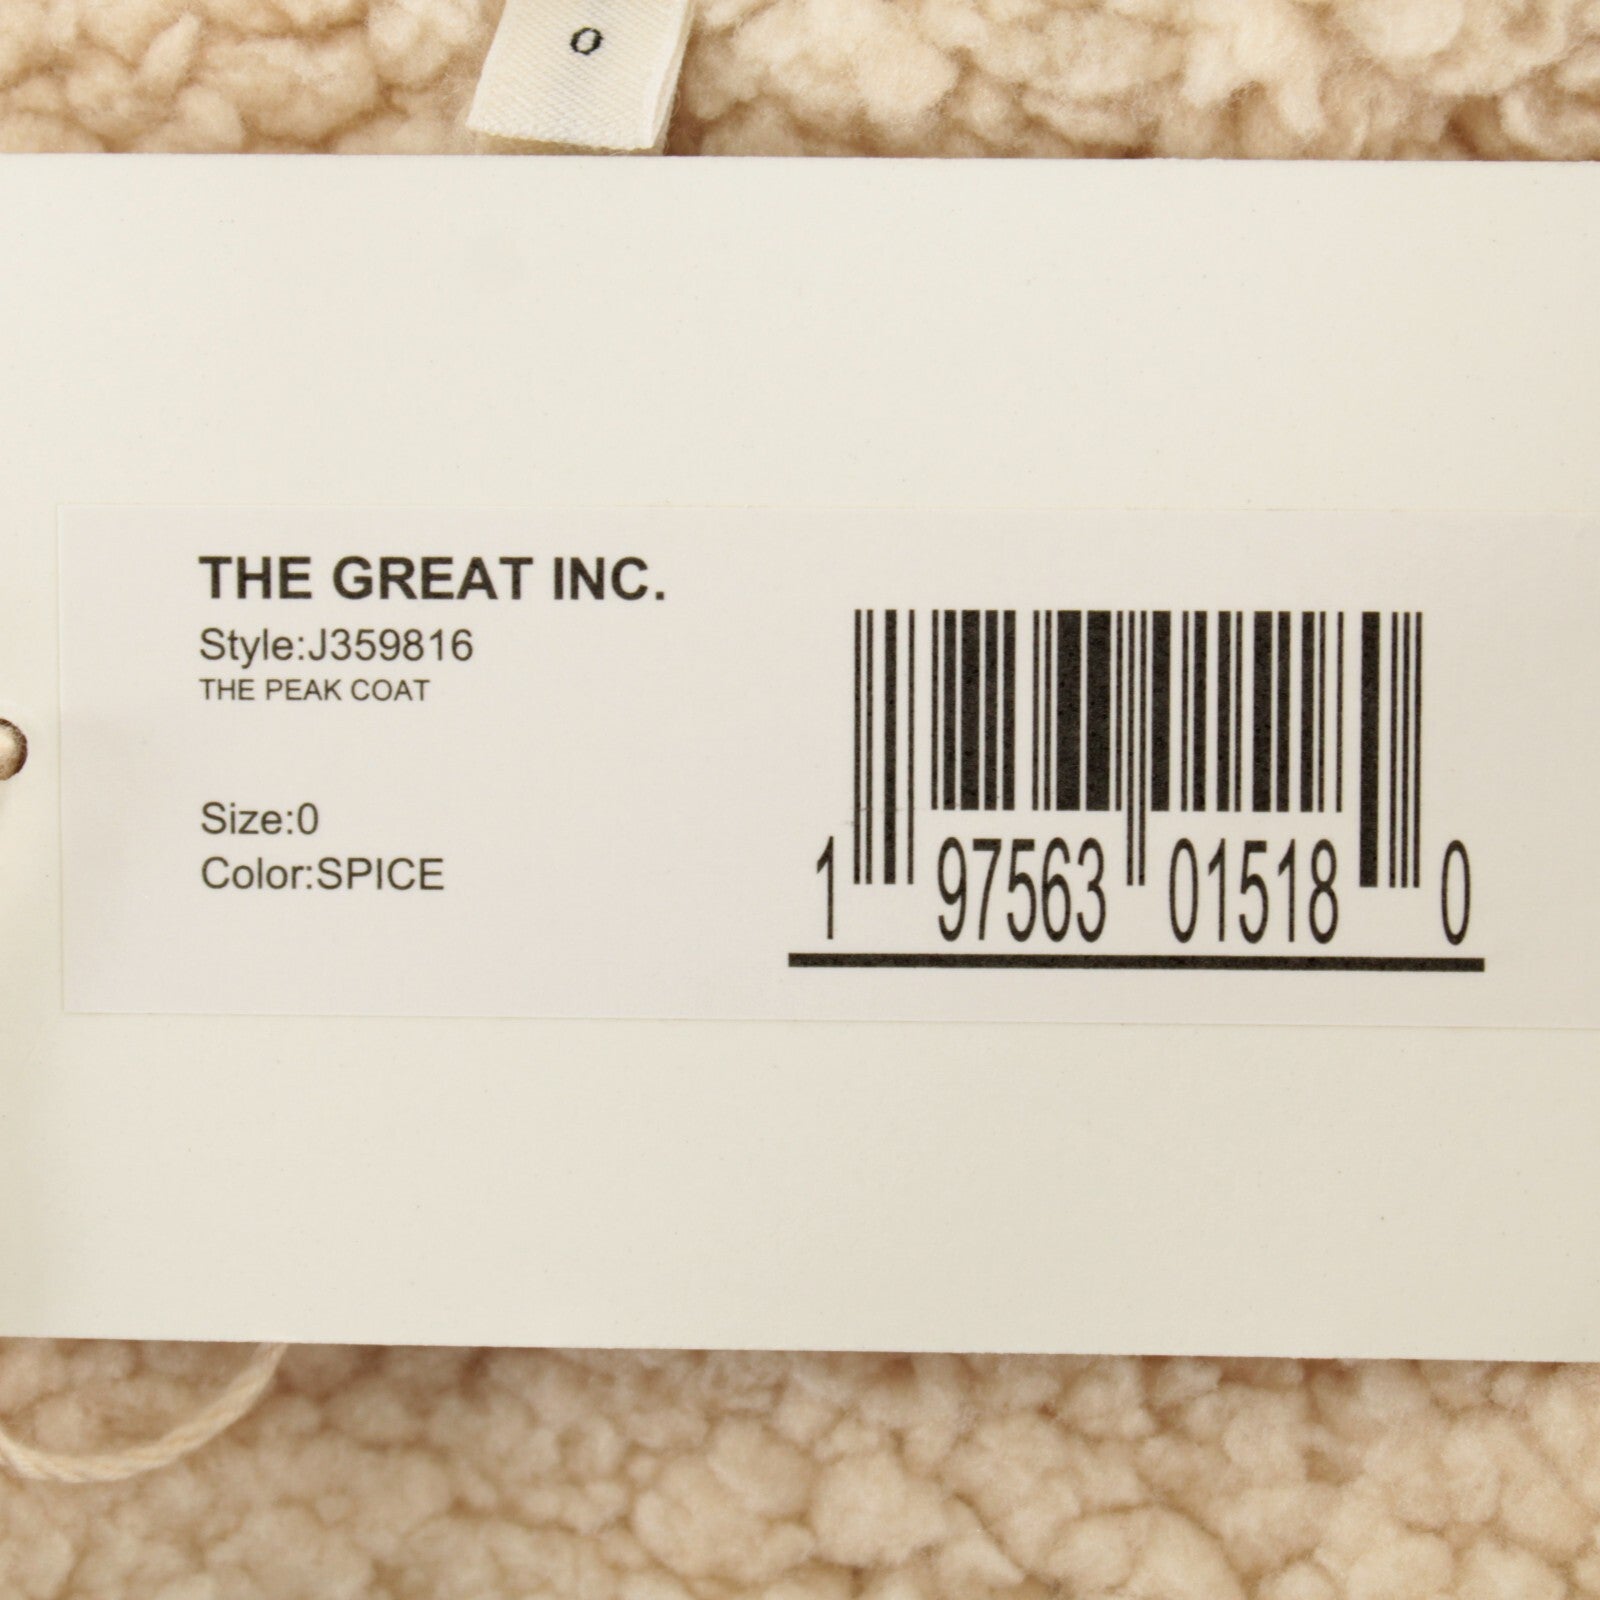 0
THE GREAT INC.
Style:J359816
THE PEAK COAT
Size:0
Color:SPICE
1 97563 01518 0